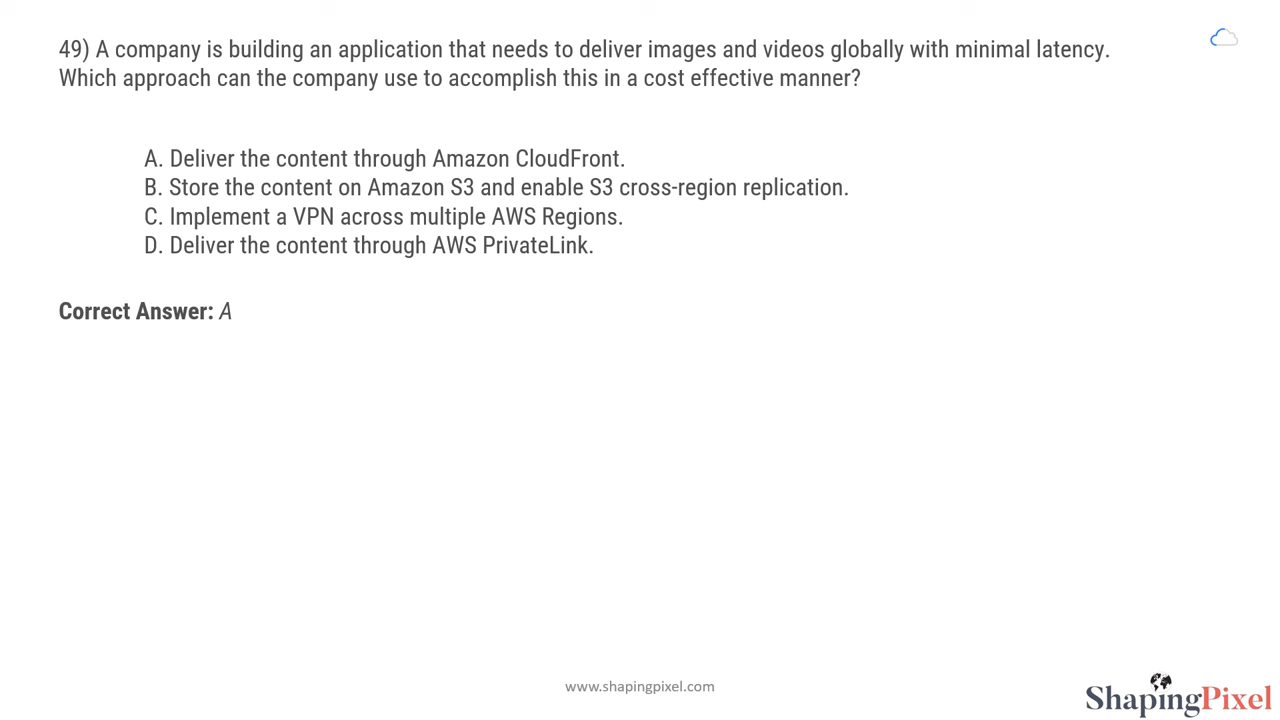 49) A company is building an application that needs to deliver images and videos globally with minimal latency.
Which approach can the company use to accomplish this in a cost effective manner?
A. Deliver the content through Amazon CloudFront.
B. Store the content on Amazon S3 and enable S3 cross-region replication.
C. Implement a VPN across multiple AWS Regions.
D. Deliver the content through AWS PrivateLink.
Correct Answer: A
www.shapingpixel.com
ShapingPixel